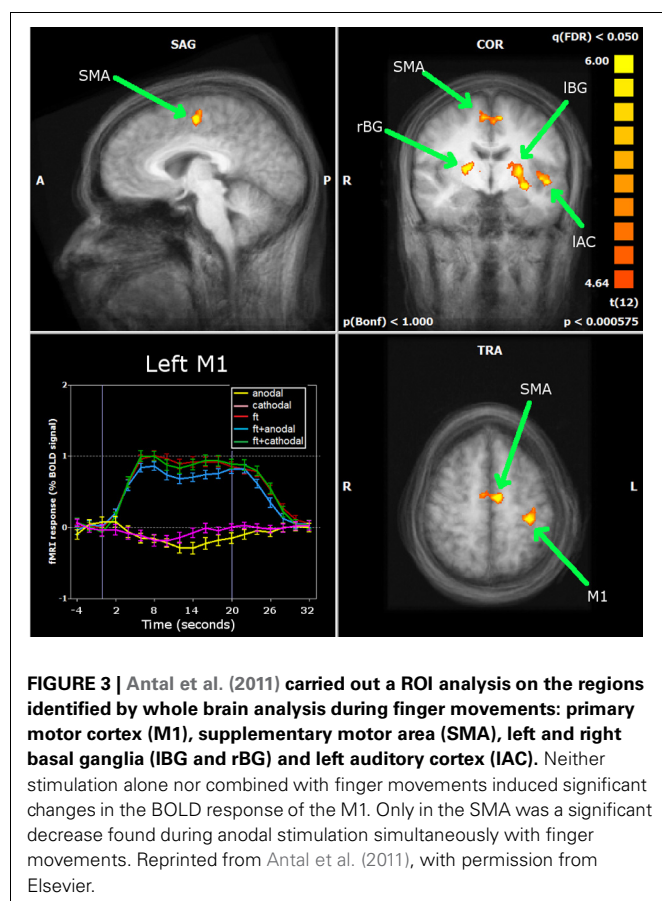 SAG
SMA
A
P
COR
q(FDR) < 0.050
SMA
6.00
lBG
rBG
R
lAC
4.64
t(12)
p(Bonf) < 1.000
p < 0.000575
Left M1
2
1
0
-1
fMRI response (% BOLD signal)
anodal
cathodal
ft
ft+anodal
ft+cathodal
-4 2 8 14 20 26 32
Time (seconds)
TRA
SMA
R
L
M1
FIGURE 3 | Antal et al. (2011) carried out a ROI analysis on the regions
identified by whole brain analysis during finger movements: primary
motor cortex (M1), supplementary motor area (SMA), left and right
basal ganglia (lBG and rBG) and left auditory cortex (lAC). Neither
stimulation alone nor combined with finger movements induced significant
changes in the BOLD response of the M1. Only in the SMA was a significant
decrease found during anodal stimulation simultaneously with finger
movements. Reprinted from Antal et al. (2011), with permission from
Elsevier.